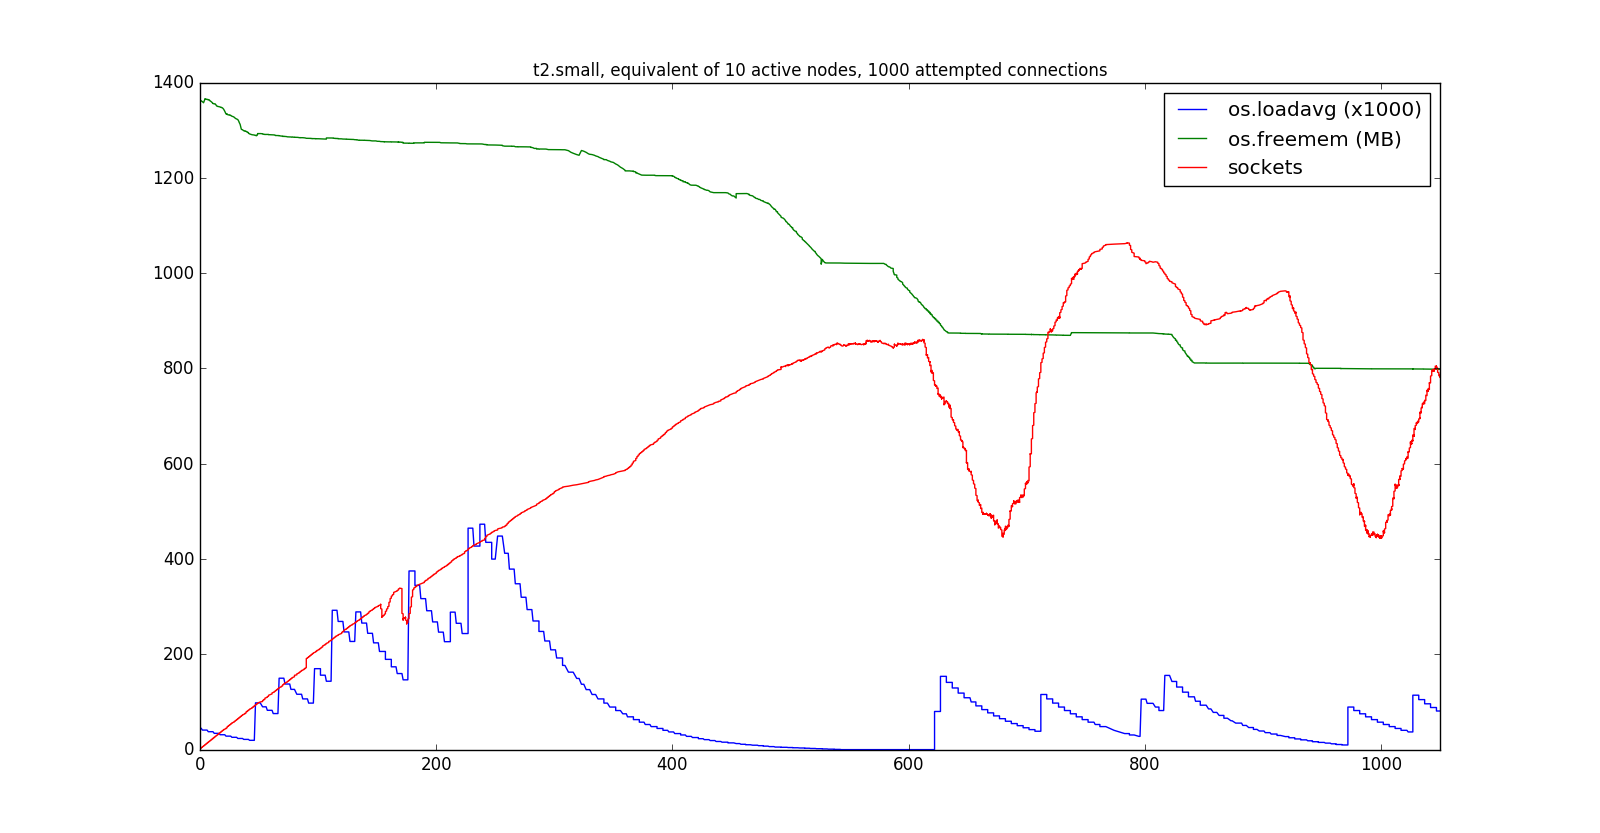 t2.small, equivalent of 10 active nodes, 1000 attempted connections
1400
1200
1000
800
600
400
200
0
os.loadavg (x1000)
os.freemem (MB)
sockets
0 200 400 600 800 1000